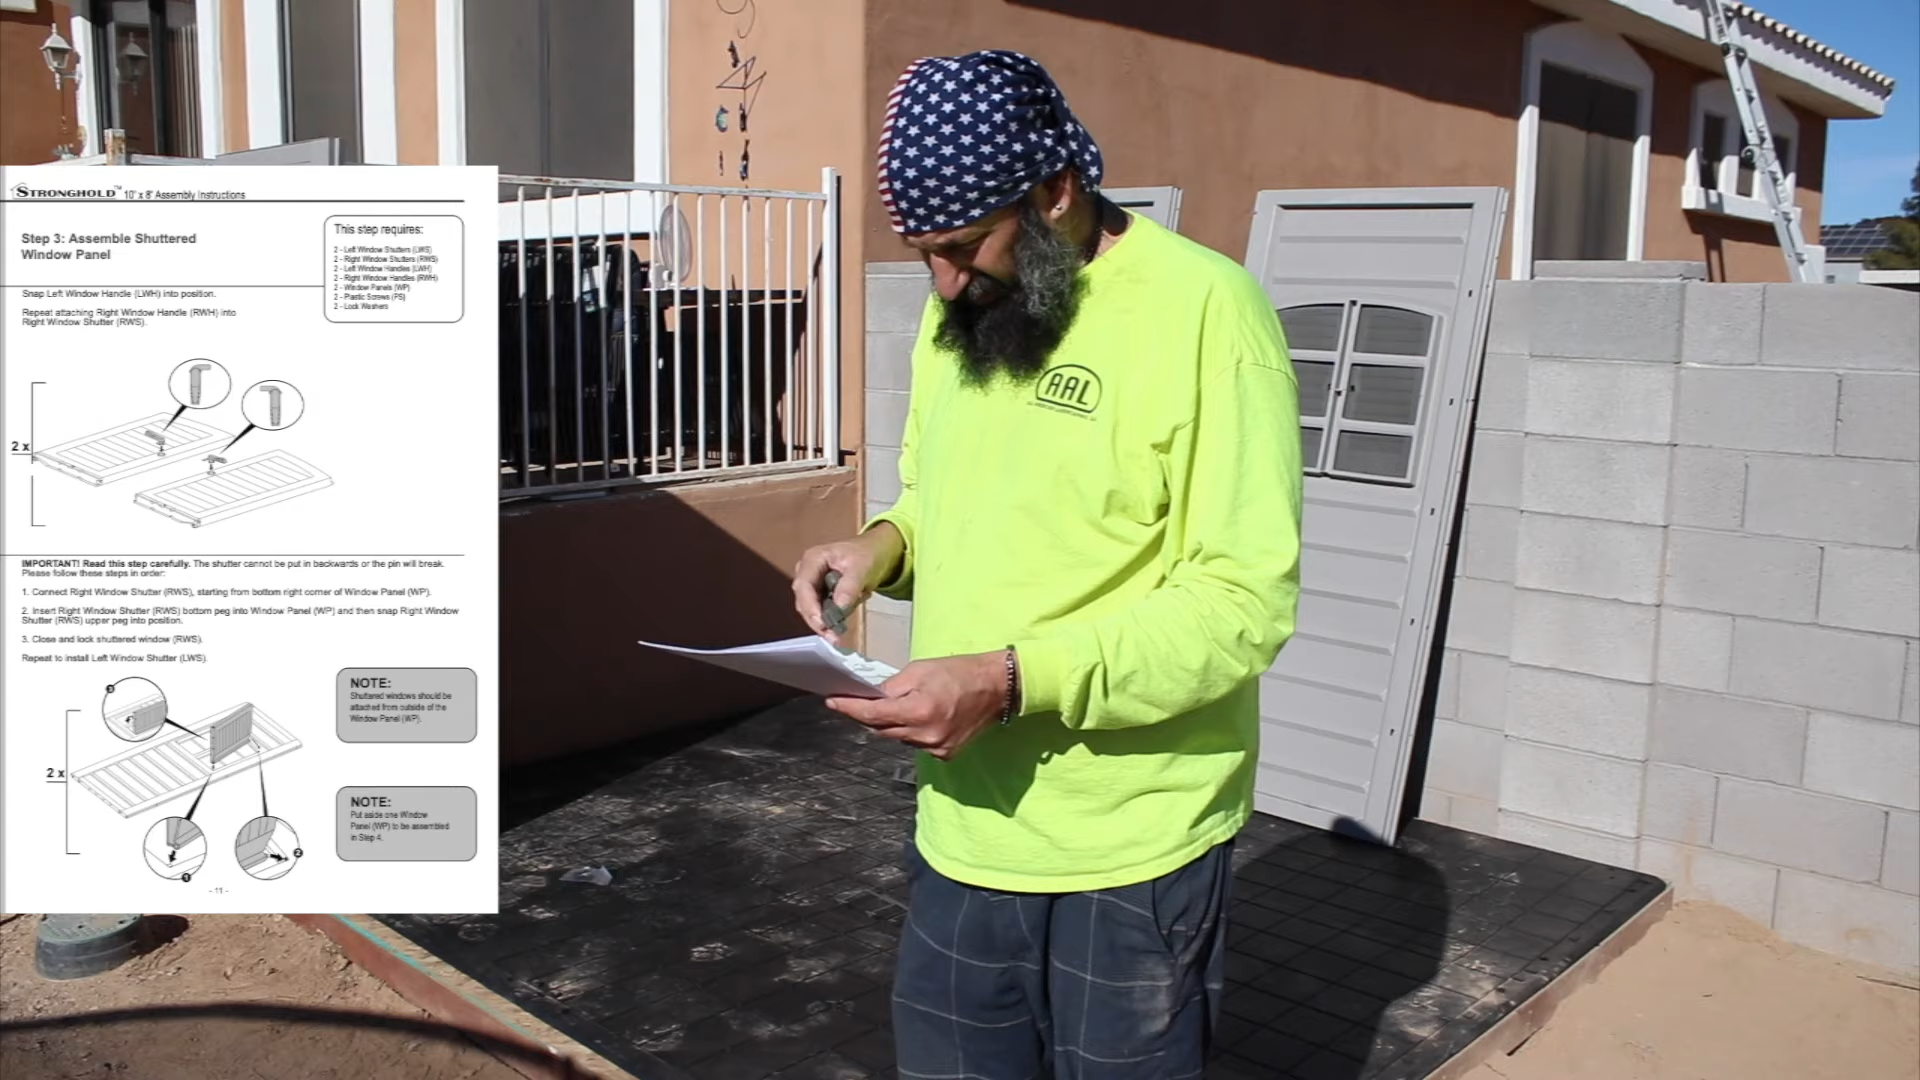 STRONGHOLD™ 10' x 8' Assembly Instructions
Step 3: Assemble Shuttered
Window Panel
This step requires:
2 - Left Window Shutters (LWS)
2 - Right Window Shutters (RWS)
2 - Left Window Handles (LWH)
2 - Right Window Handles (RWH)
2 - Window Panels (WP)
2 - Plastic Screws (PS)
2 - Lock Washers
Snap Left Window Handle (LWH) into position.
Repeat attaching Right Window Handle (RWH) into
Right Window Shutter (RWS).
2 x
IMPORTANT! Read this step carefully. The shutter cannot be put in backwards or the pin will break.
Please follow these steps in order:
1. Connect Right Window Shutter (RWS), starting from bottom right corner of Window Panel (WP).
2. Insert Right Window Shutter (RWS) bottom peg into Window Panel (WP) and then snap Right Window
Shutter (RWS) upper peg into position.
3. Close and lock shuttered window (RWS).
Repeat to install Left Window Shutter (LWS).
3
2 x
1
2
NOTE:
Shuttered windows should be
attached from outside of the
Window Panel (WP).
NOTE:
Put aside one Window
Panel (WP) to be assembled
in Step 4.
- 11 -
AAL